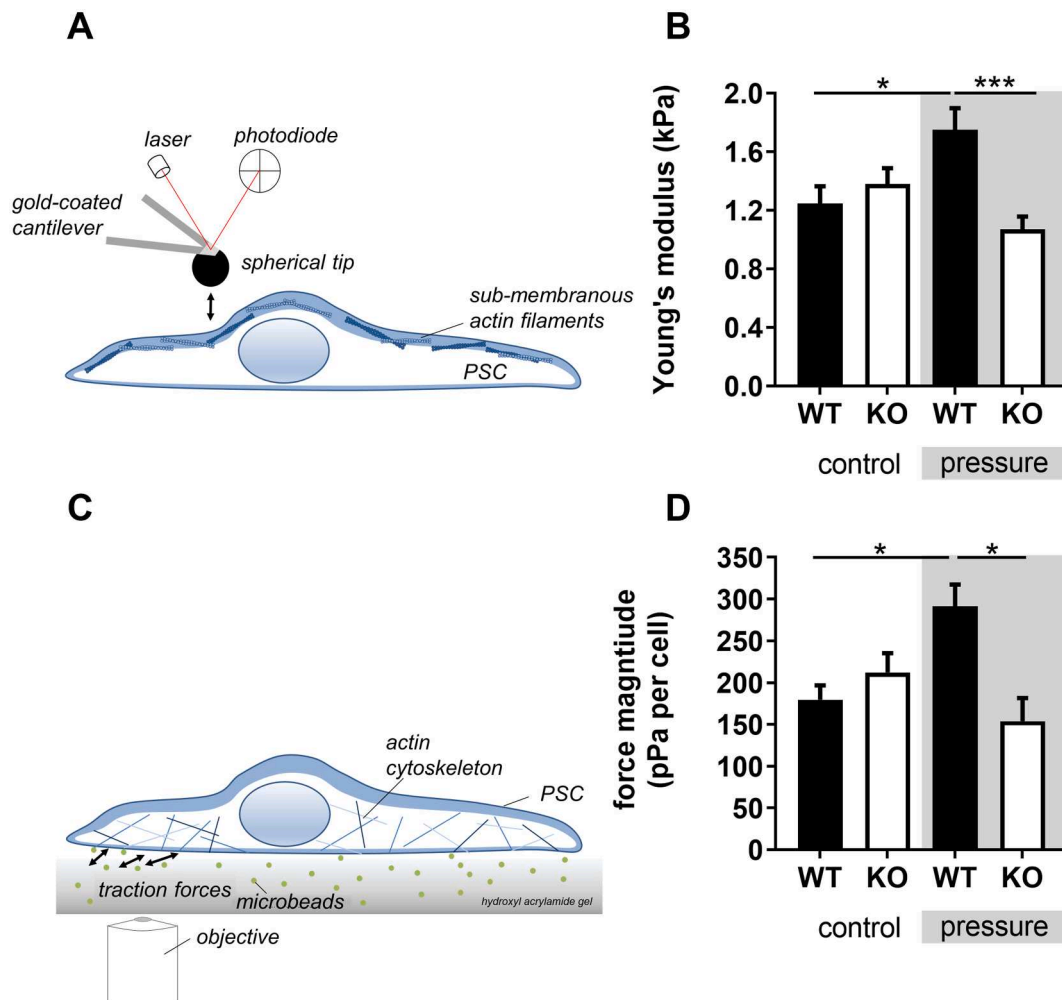 A
laser
photodiode
gold-coated
cantilever
spherical tip
sub-membranous
actin filaments
PSC
B
Young's modulus (kPa)
2.0
1.6
1.2
0.8
0.4
0.0
*
***
WT KO WT KO
control pressure
C
actin
cytoskeleton
PSC
traction forces
microbeads
hydroxyl acrylamide gel
objective
D
force magntiude
(pPa per cell)
350
300
250
200
150
100
50
0
*
*
WT KO WT KO
control pressure